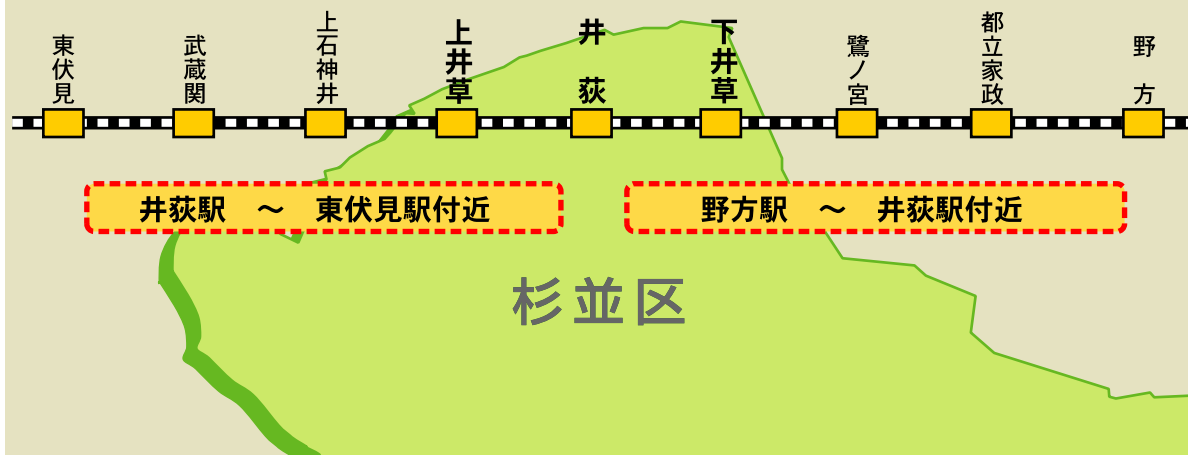 東伏見
武蔵関
上石神井
上井草
井荻
下井草
鷺ノ宮
都立家政
野方
井荻駅 ～ 東伏見駅付近
野方駅 ～ 井荻駅付近
杉並区